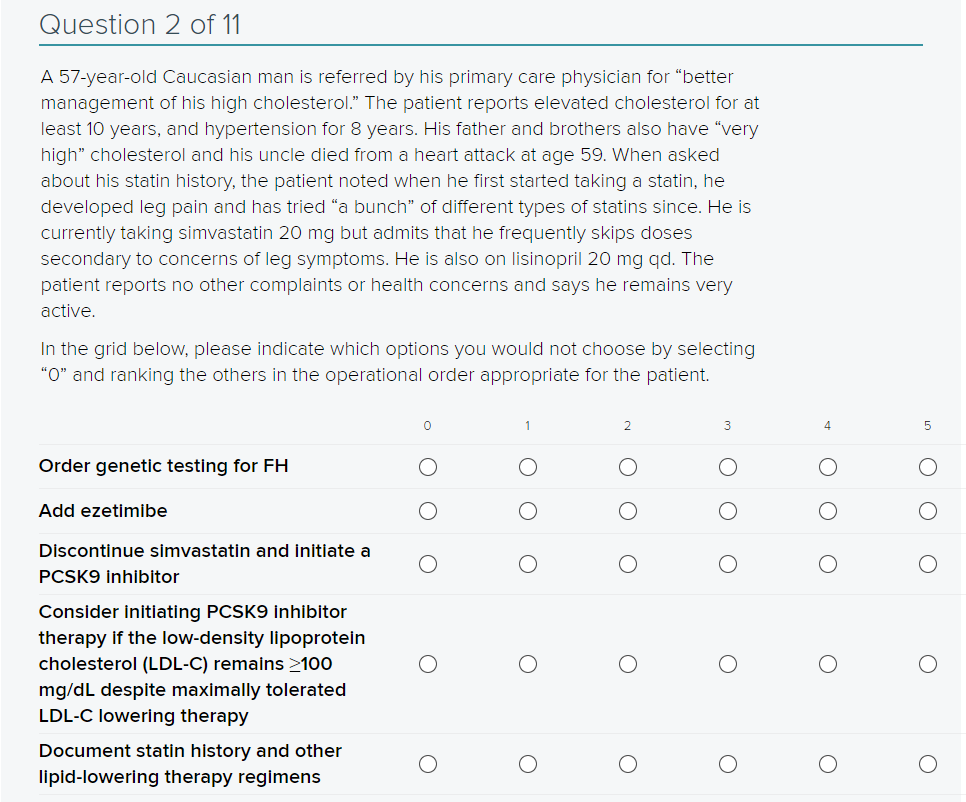 Question 2 of 11
A 57-year-old Caucasian man is referred by his primary care physician for “better
management of his high cholesterol.” The patient reports elevated cholesterol for at
least 10 years, and hypertension for 8 years. His father and brothers also have “very
high” cholesterol and his uncle died from a heart attack at age 59. When asked
about his statin history, the patient noted when he first started taking a statin, he
developed leg pain and has tried “a bunch” of different types of statins since. He is
currently taking simvastatin 20 mg but admits that he frequently skips doses
secondary to concerns of leg symptoms. He is also on lisinopril 20 mg qd. The
patient reports no other complaints or health concerns and says he remains very
active.
In the grid below, please indicate which options you would not choose by selecting
“0” and ranking the others in the operational order appropriate for the patient.
0 1 2 3 4 5
Order genetic testing for FH
Add ezetimibe
Discontinue simvastatin and initiate a
PCSK9 inhibitor
Consider initiating PCSK9 inhibitor
therapy if the low-density lipoprotein
cholesterol (LDL-C) remains ≥100
mg/dL despite maximally tolerated
LDL-C lowering therapy
Document statin history and other
lipid-lowering therapy regimens